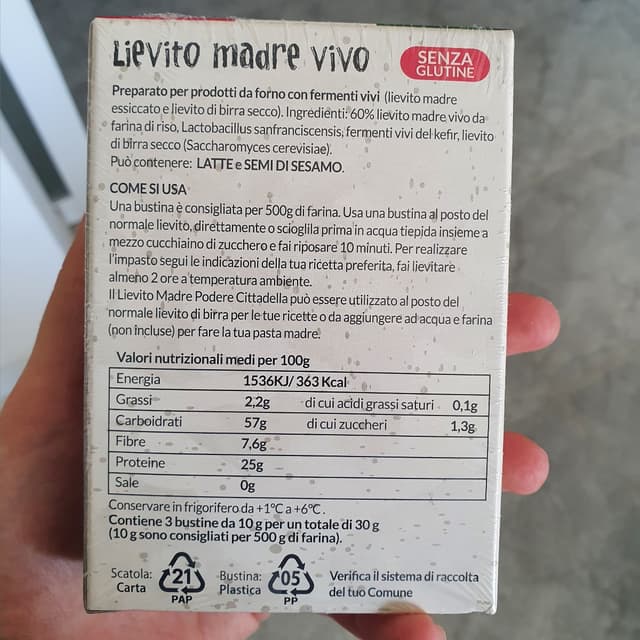 Lievito madre vivo
SENZA
GLUTINE
Preparato per prodotti da forno con fermenti vivi (lievito madre
essiccato e lievito di birra secco). Ingredienti: 60% lievito madre vivo da
farina di riso, Lactobacillus sanfranciscensis, fermenti vivi del kefir, lievito
di birra secco (Saccharomyces cerevisiae).
Può contenere: LATTE e SEMI DI SESAMO.
COME SI USA
Una bustina è consigliata per 500g di farina. Usa una bustina al posto del
normale lievito, direttamente o scioglila prima in acqua tiepida insieme a
mezzo cucchiaino di zucchero e fai riposare 10 minuti. Per realizzare
l'impasto segui le indicazioni della tua ricetta preferita, fai lievitare
almeno 2 ore a temperatura ambiente.
Il Lievito Madre Podere Cittadella può essere utilizzato al posto del
normale lievito di birra per le tue ricette o da aggiungere ad acqua e farina
(non incluse) per fare la tua pasta madre.
Valori nutrizionali medi per 100g
Energia 1536KJ/ 363 Kcal
Grassi 2,2g di cui acidi grassi saturi 0,1g
Carboidrati 57g di cui zuccheri 1,3g
Fibre 7,6g
Proteine 25g
Sale 0g
Conservare in frigorifero da +1°C a +6°C.
Contiene 3 bustine da 10 g per un totale di 30 g
(10 g sono consigliati per 500 g di farina).
Scatola: Carta 21 PAP
Bustina: Plastica 05 PP
Verifica il sistema di raccolta
del tuo Comune